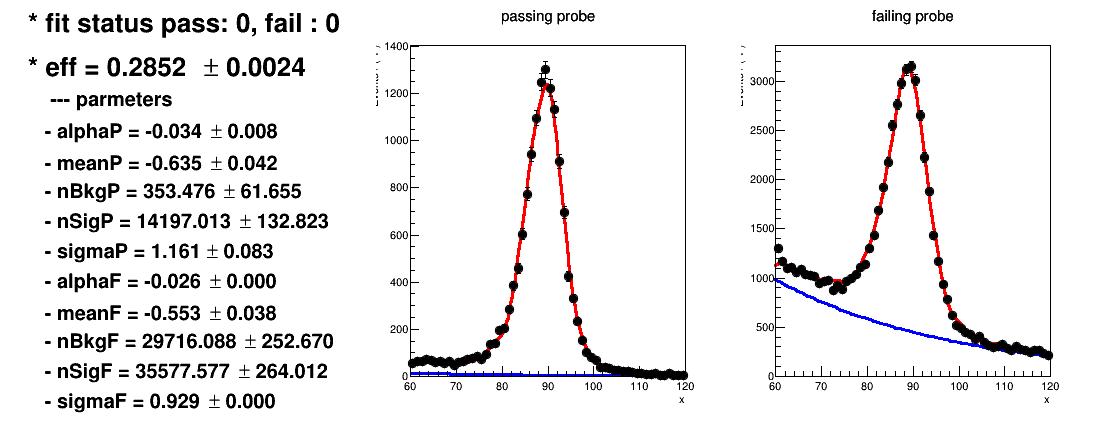 * fit status pass: 0, fail : 0
* eff = 0.2852 ± 0.0024
--- parmeters
- alphaP = -0.034 ± 0.008
- meanP = -0.635 ± 0.042
- nBkgP = 353.476 ± 61.655
- nSigP = 14197.013 ± 132.823
- sigmaP = 1.161 ± 0.083
- alphaF = -0.026 ± 0.000
- meanF = -0.553 ± 0.038
- nBkgF = 29716.088 ± 252.670
- nSigF = 35577.577 ± 264.012
- sigmaF = 0.929 ± 0.000
passing probe
1400
1200
1000
800
600
400
200
0
60 70 80 90 100 110 120
x
failing probe
3000
2500
2000
1500
1000
500
0
60 70 80 90 100 110 120
x